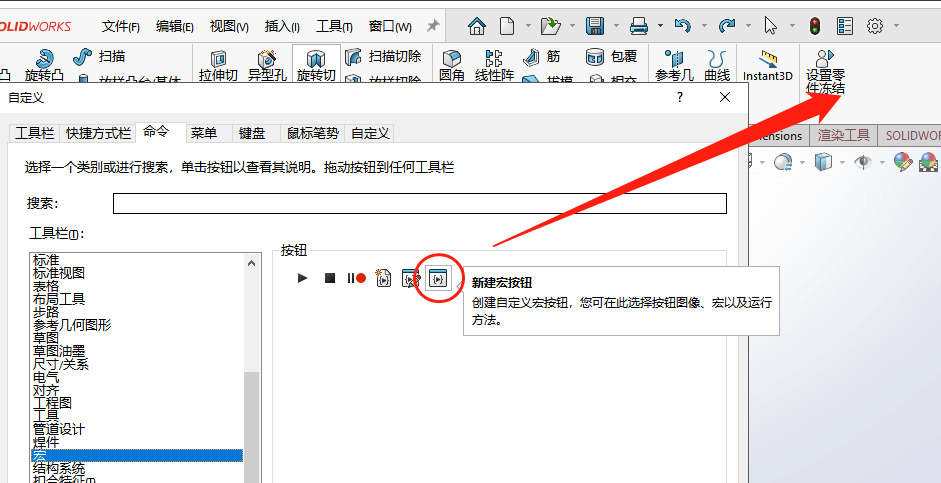 SOLIDWORKS 文件(F) 编辑(E) 视图(V) 插入(I) 工具(T) 窗口(W)
扫描 扫描切除 筋 包覆
凸 旋转凸 放样凸台/基体 拉伸切 异型孔 旋转切 放样切除 圆角 线性阵 拔模 相交 参考几 曲线 Instant3D 设置零
件冻结
自定义
? ×
工具栏 快捷方式栏 命令 菜单 键盘 鼠标笔势 自定义
mensions 渲染工具 SOLIDWOR
选择一个类别或进行搜索，单击按钮以查看其说明。拖动按钮到任何工具栏
搜索:
工具栏(T):
按钮
标准
标准视图
表格
布局工具
步路
参考几何图形
草图
草图油墨
尺寸/关系
电气
对齐
工程图
工具
管道设计
焊件
宏
结构系统
扣合特征(T)
新建宏按钮
创建自定义宏按钮，您可在此选择按钮图像、宏以及运行
方法。